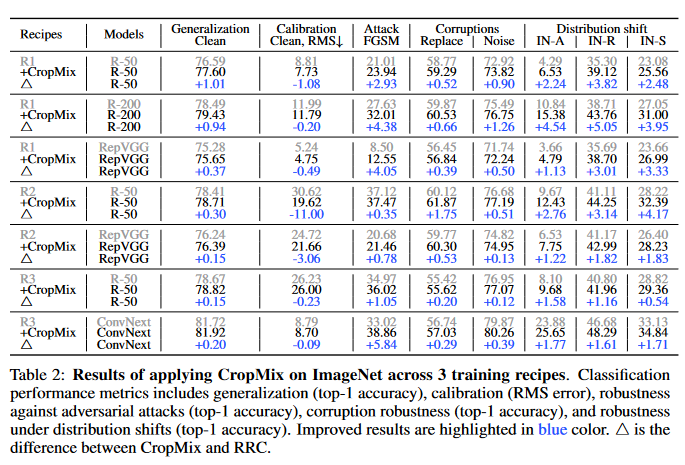 Recipes Models Generalization Calibration Attack Corruptions Distribution shift
Clean Clean, RMS↓ FGSM Replace Noise IN-A IN-R IN-S
R1 R-50 76.59 8.81 21.01 58.77 72.92 4.29 35.30 23.08
+CropMix R-50 77.60 7.73 23.94 59.29 73.82 6.53 39.12 25.56
△ R-50 +1.01 -1.08 +2.93 +0.52 +0.90 +2.24 +3.82 +2.48
R1 R-200 78.49 11.99 27.63 59.87 75.49 10.84 38.71 27.05
+CropMix R-200 79.43 11.79 32.01 60.53 76.75 15.38 43.76 31.00
△ R-200 +0.94 -0.20 +4.38 +0.66 +1.26 +4.54 +5.05 +3.95
R1 RepVGG 75.28 5.24 8.50 56.45 71.74 3.66 35.69 23.66
+CropMix RepVGG 75.65 4.75 12.55 56.84 72.24 4.79 38.70 26.99
△ RepVGG +0.37 -0.49 +4.05 +0.39 +0.50 +1.13 +3.01 +3.33
R2 R-50 78.41 30.62 37.12 60.12 76.68 9.67 41.11 28.22
+CropMix R-50 78.71 19.62 37.47 61.87 77.19 12.43 44.25 32.39
△ R-50 +0.30 -11.00 +0.35 +1.75 +0.51 +2.76 +3.14 +4.17
R2 RepVGG 76.24 24.72 20.68 59.77 74.82 6.53 41.17 26.40
+CropMix RepVGG 76.39 21.66 21.46 60.30 74.95 7.75 42.99 28.23
△ RepVGG +0.15 -3.06 +0.78 +0.53 +0.13 +1.22 +1.82 +1.83
R3 R-50 78.67 26.23 34.97 55.42 76.95 8.10 40.80 28.82
+CropMix R-50 78.82 26.00 36.02 55.62 77.07 9.68 41.96 29.36
△ R-50 +0.15 -0.23 +1.05 +0.20 +0.12 +1.58 +1.16 +0.54
R3 ConvNext 81.72 8.79 33.02 56.74 79.87 23.88 46.68 33.13
+CropMix ConvNext 81.92 8.70 38.86 57.03 80.26 25.65 48.29 34.84
△ ConvNext +0.20 -0.09 +5.84 +0.29 +0.39 +1.77 +1.61 +1.71
Table 2: Results of applying CropMix on ImageNet across 3 training recipes. Classification
performance metrics includes generalization (top-1 accuracy), calibration (RMS error), robustness
against adversarial attacks (top-1 accuracy), corruption robustness (top-1 accuracy), and robustness
under distribution shifts (top-1 accuracy). Improved results are highlighted in blue color. △ is the
difference between CropMix and RRC.